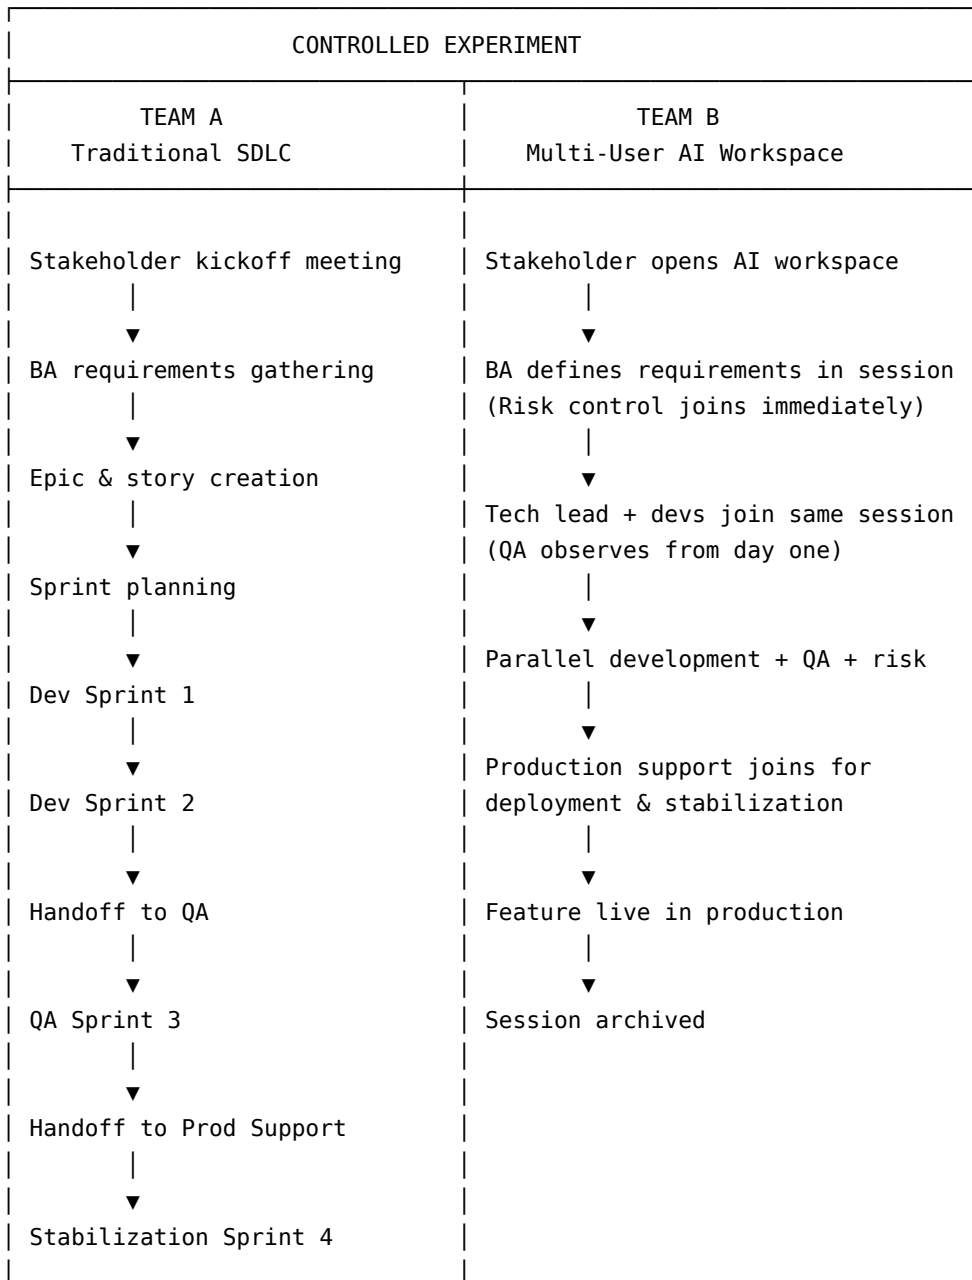 CONTROLLED EXPERIMENT
TEAM A
Traditional SDLC
Stakeholder kickoff meeting
BA requirements gathering
Epic & story creation
Sprint planning
Dev Sprint 1
Dev Sprint 2
Handoff to QA
QA Sprint 3
Handoff to Prod Support
Stabilization Sprint 4
TEAM B
Multi-User AI Workspace
Stakeholder opens AI workspace
BA defines requirements in session
(Risk control joins immediately)
Tech lead + devs join same session
(QA observes from day one)
Parallel development + QA + risk
Production support joins for
deployment & stabilization
Feature live in production
Session archived